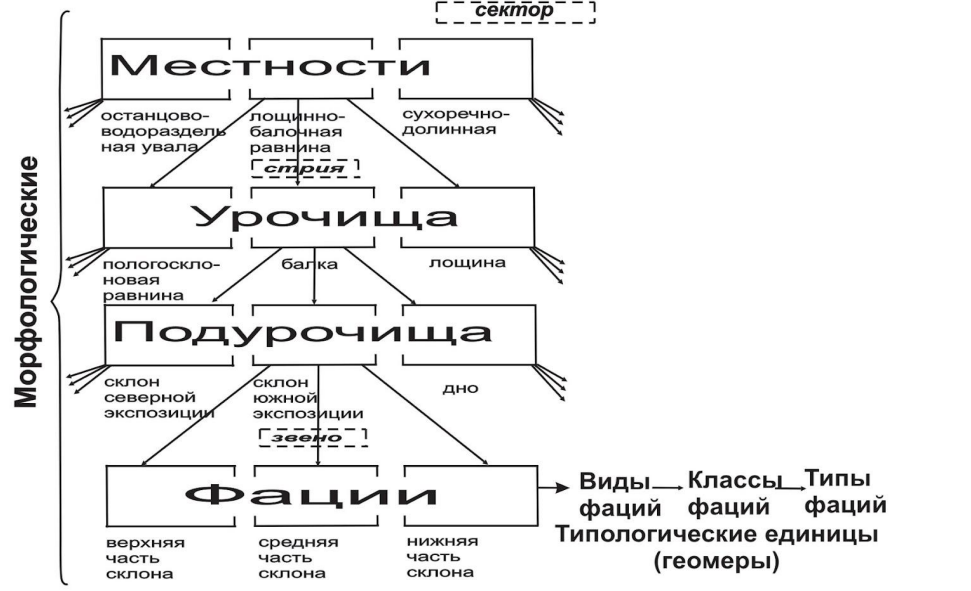 сектор
Местности
останцово-
водораздель
ная увала
лощинно-
балочная
равнина
сухоречно-
долинная
стрия
Урочища
Морфологические
пологоскло-
новая
равнина
балка
лощина
Подурочища
склон
северной
экспозиции
склон
южной
экспозиции
дно
звено
Фации
Виды
фаций
Классы
фаций
Типы
фаций
Типологические единицы
(геомеры)
верхняя
часть
склона
средняя
часть
склона
нижняя
часть
склона